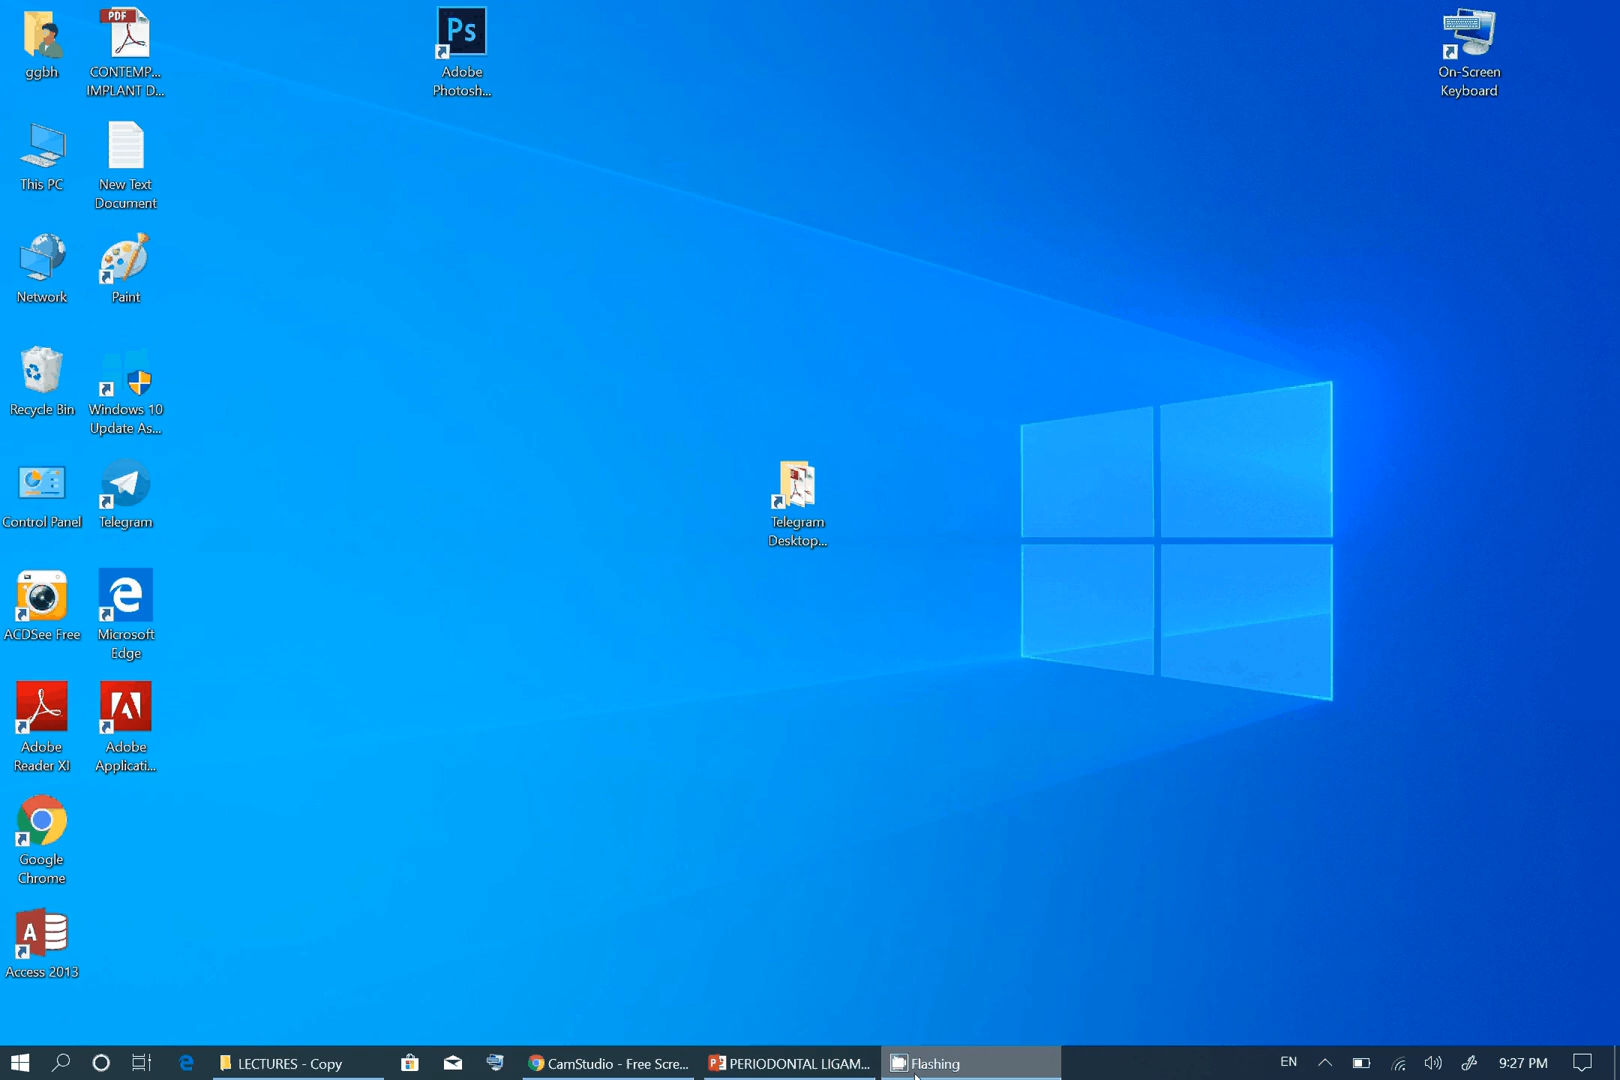 ggbh
PDF
CONTEMP...
IMPLANT D...
Ps
Adobe
Photosh...
On-Screen
Keyboard
This PC
New Text
Document
Network
Paint
Recycle Bin
Windows 10
Update As...
Control Panel
Telegram
Telegram
Desktop...
ACDSee Free
Microsoft
Edge
Adobe
Reader XI
Adobe
Applicati...
Google
Chrome
A
Access 2013
LECTURES - Copy
CamStudio - Free Scre...
PERIODONTAL LIGAM...
Flashing
EN
9:27 PM